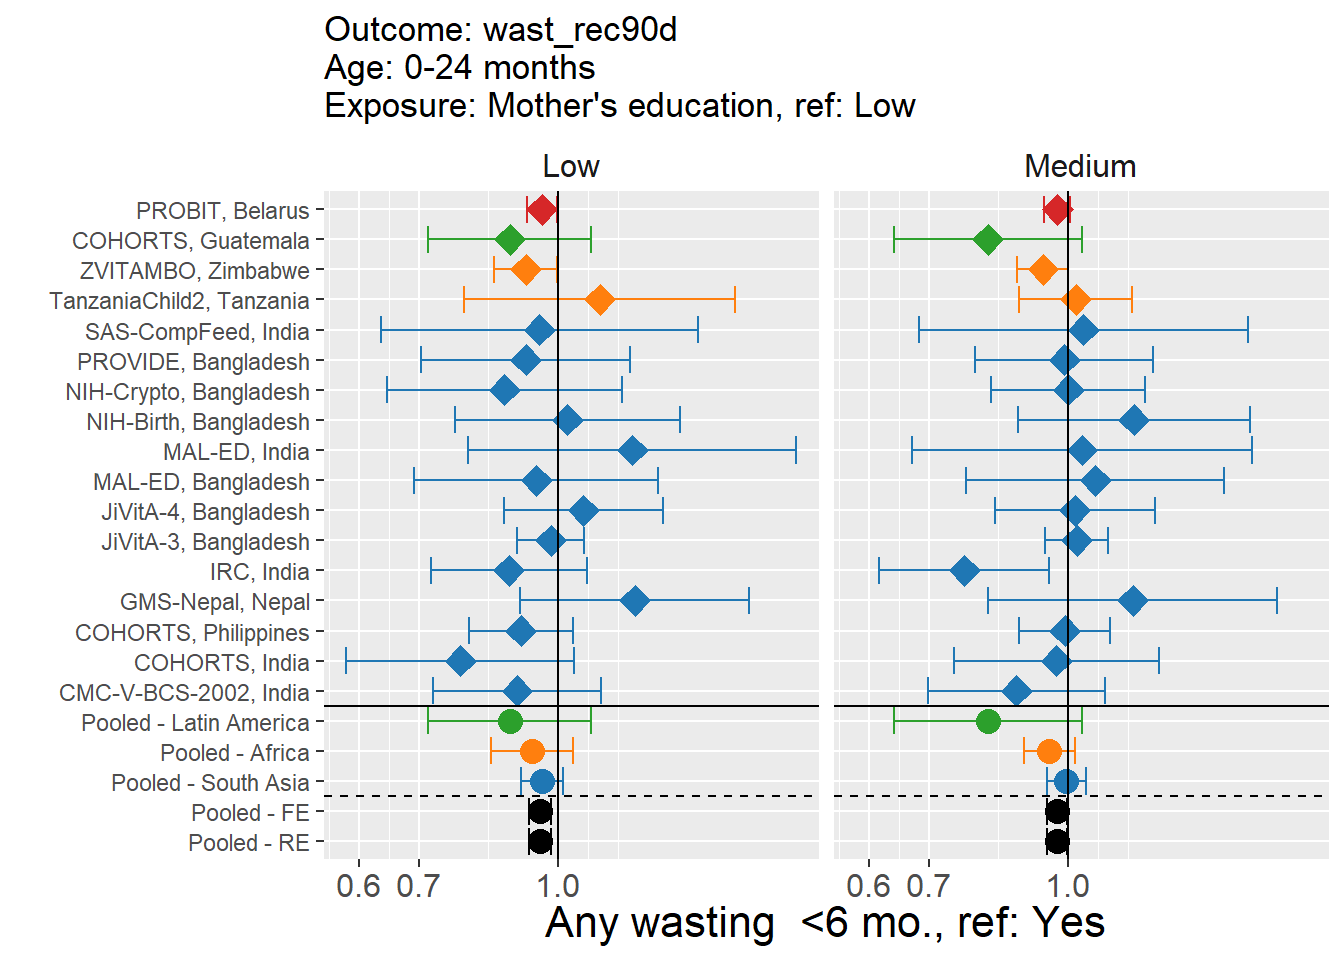 Outcome: wast_rec90d
Age: 0-24 months
Exposure: Mother's education, ref: Low
Low
Medium
PROBIT, Belarus
COHORTS, Guatemala
ZVITAMBO, Zimbabwe
TanzaniaChild2, Tanzania
SAS-CompFeed, India
PROVIDE, Bangladesh
NIH-Crypto, Bangladesh
NIH-Birth, Bangladesh
MAL-ED, India
MAL-ED, Bangladesh
JiVitA-4, Bangladesh
JiVitA-3, Bangladesh
IRC, India
GMS-Nepal, Nepal
COHORTS, Philippines
COHORTS, India
CMC-V-BCS-2002, India
Pooled - Latin America
Pooled - Africa
Pooled - South Asia
Pooled - FE
Pooled - RE
0.6 0.7 1.0 0.6 0.7 1.0
Any wasting  <6 mo., ref: Yes